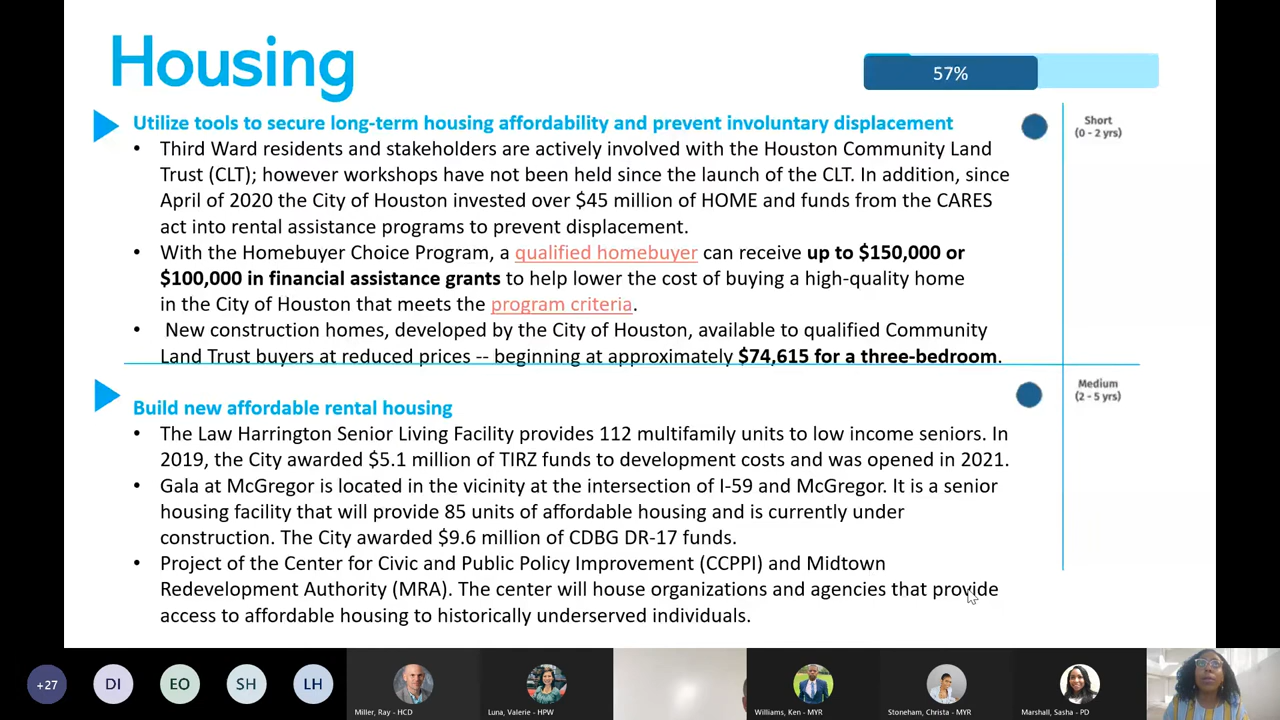 Housing
57%
Utilize tools to secure long-term housing affordability and prevent involuntary displacement
Short
(0 - 2 yrs)
• Third Ward residents and stakeholders are actively involved with the Houston Community Land
Trust (CLT); however workshops have not been held since the launch of the CLT. In addition, since
April of 2020 the City of Houston invested over $45 million of HOME and funds from the CARES
act into rental assistance programs to prevent displacement.
• With the Homebuyer Choice Program, a qualified homebuyer can receive up to $150,000 or
$100,000 in financial assistance grants to help lower the cost of buying a high-quality home
in the City of Houston that meets the program criteria.
• New construction homes, developed by the City of Houston, available to qualified Community
Land Trust buyers at reduced prices -- beginning at approximately $74,615 for a three-bedroom.
Medium
(2 - 5 yrs)
Build new affordable rental housing
• The Law Harrington Senior Living Facility provides 112 multifamily units to low income seniors. In
2019, the City awarded $5.1 million of TIRZ funds to development costs and was opened in 2021.
• Gala at McGregor is located in the vicinity at the intersection of I-59 and McGregor. It is a senior
housing facility that will provide 85 units of affordable housing and is currently under
construction. The City awarded $9.6 million of CDBG DR-17 funds.
• Project of the Center for Civic and Public Policy Improvement (CCPPI) and Midtown
Redevelopment Authority (MRA). The center will house organizations and agencies that provide
access to affordable housing to historically underserved individuals.
+27
DI
EO
SH
LH
Miller, Ray - HCD
Luna, Valerie - HPW
Williams, Ken - MYR
Stoneham, Christa - MYR
Marshall, Sasha - PD